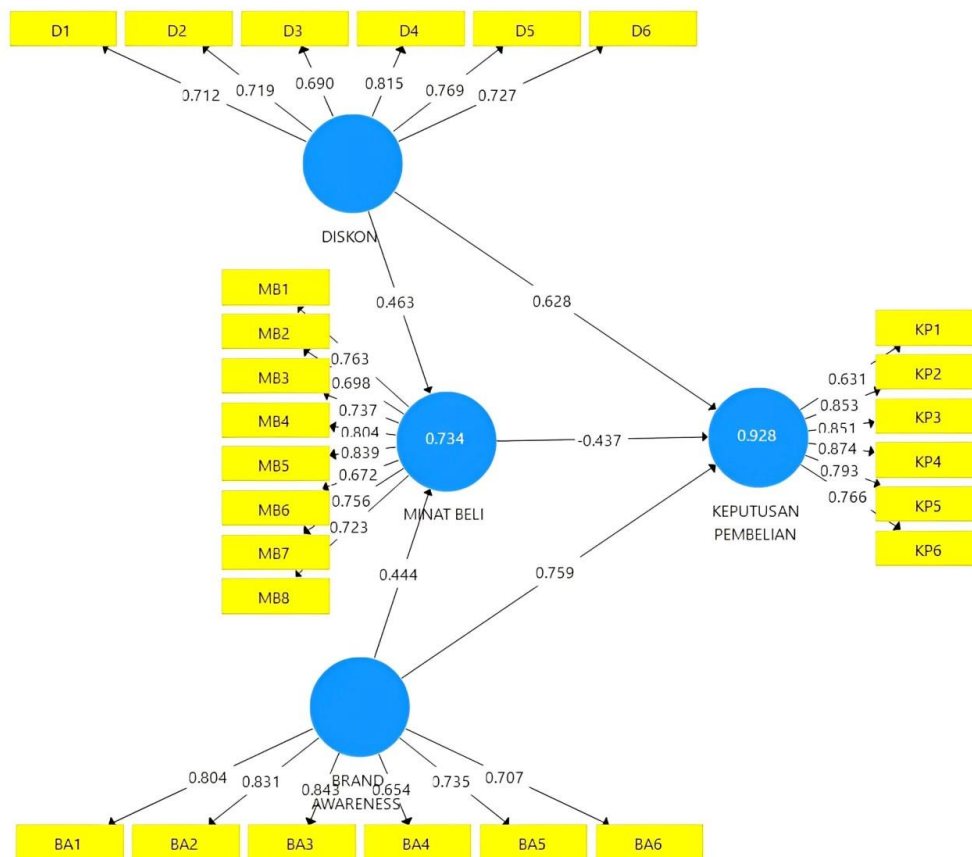 D1 D2 D3 D4 D5 D6
0.712 0.719 0.690 0.815 0.769 0.727
DISKON
0.463 0.628
MB1
MB2
MB3
MB4
MB5
MB6
MB7
MB8
0.763
0.698
0.737
0.804
0.839
0.672
0.756
0.723
0.734
MINAT BELI
-0.437
0.928
KEPUTUSAN
PEMBELIAN
KP1
KP2
KP3
KP4
KP5
KP6
0.631
0.853
0.851
0.874
0.793
0.766
0.444 0.759
BRAND
AWARENESS
0.804 0.831 0.843 0.654 0.735 0.707
BA1 BA2 BA3 BA4 BA5 BA6